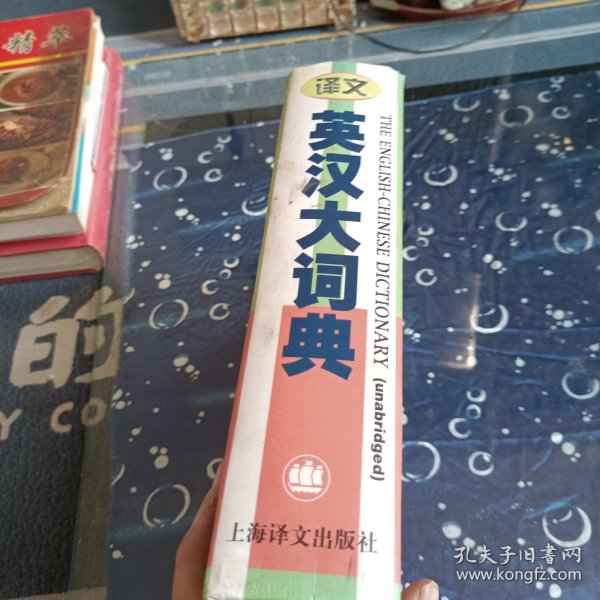 精萃
译文
英汉大词典
THE ENGLISH-CHINESE DICTIONARY (unabridged)
上海译文出版社
的
Y CO
孔夫子旧书网
www.kongfz.com